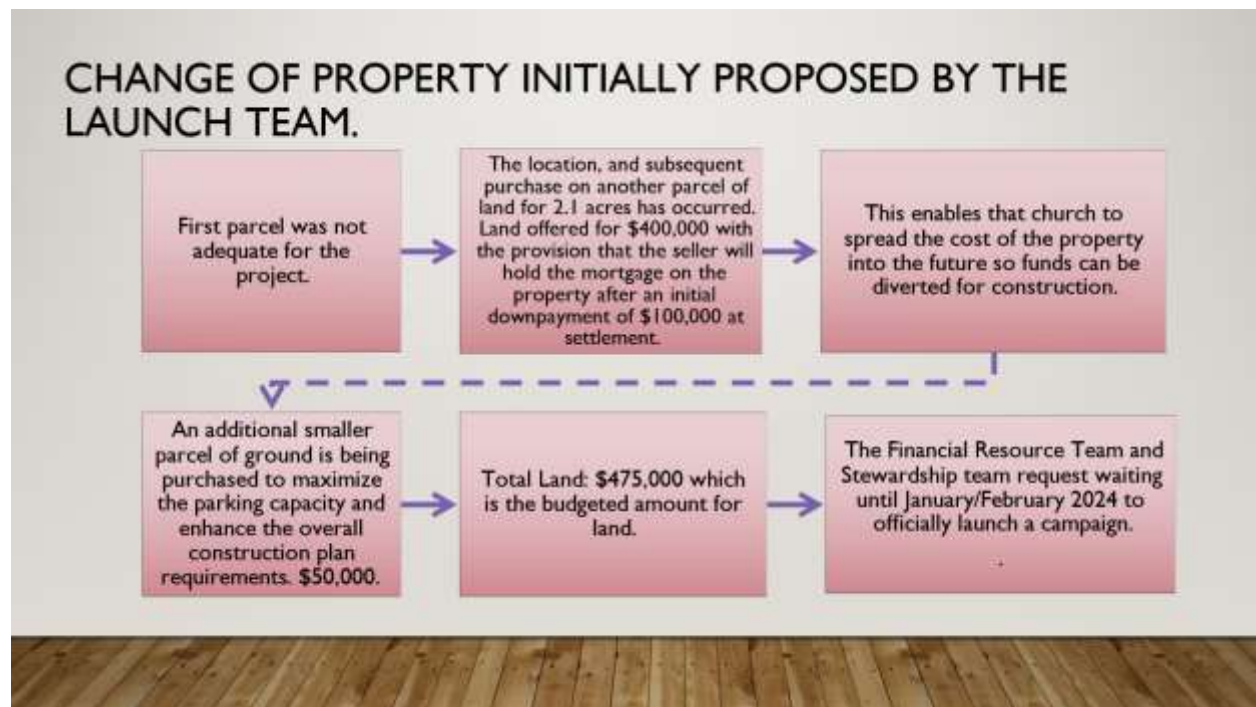 CHANGE OF PROPERTY INITIALLY PROPOSED BY THE
LAUNCH TEAM.
First parcel was not
adequate for the
project.
The location, and subsequent
purchase on another parcel of
land for 2.1 acres has occurred.
Land offered for $400,000 with
the provision that the seller will
hold the mortgage on the
property after an initial
downpayment of $100,000 at
settlement.
This enables that church to
spread the cost of the property
into the future so funds can be
diverted for construction.
An additional smaller
parcel of ground is being
purchased to maximize
the parking capacity and
enhance the overall
construction plan
requirements. $50,000.
Total Land: $475,000 which
is the budgeted amount for
land.
The Financial Resource Team and
Stewardship team request waiting
until January/February 2024 to
officially launch a campaign.
.